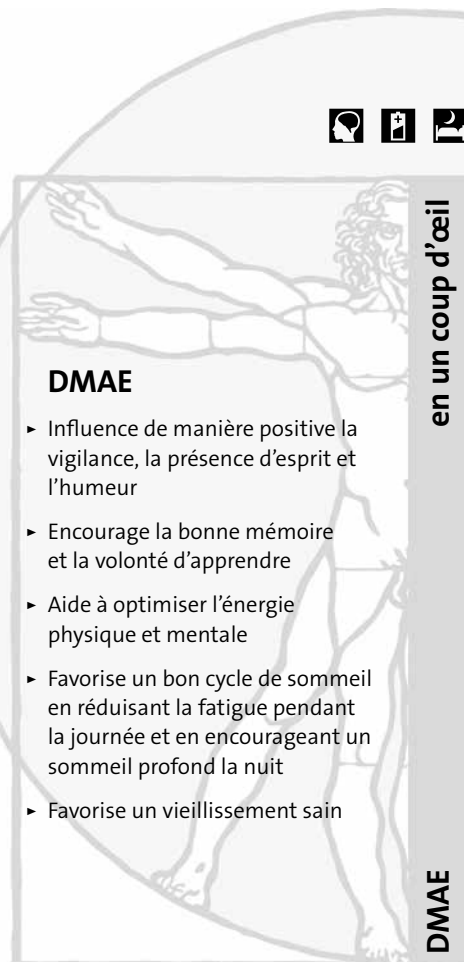 en un coup d'œil
DMAE
► Influence de manière positive la
vigilance, la présence d'esprit et
l'humeur
► Encourage la bonne mémoire
et la volonté d'apprendre
► Aide à optimiser l'énergie
physique et mentale
► Favorise un bon cycle de sommeil
en réduisant la fatigue pendant
la journée et en encourageant un
sommeil profond la nuit
► Favorise un vieillissement sain
DMAE